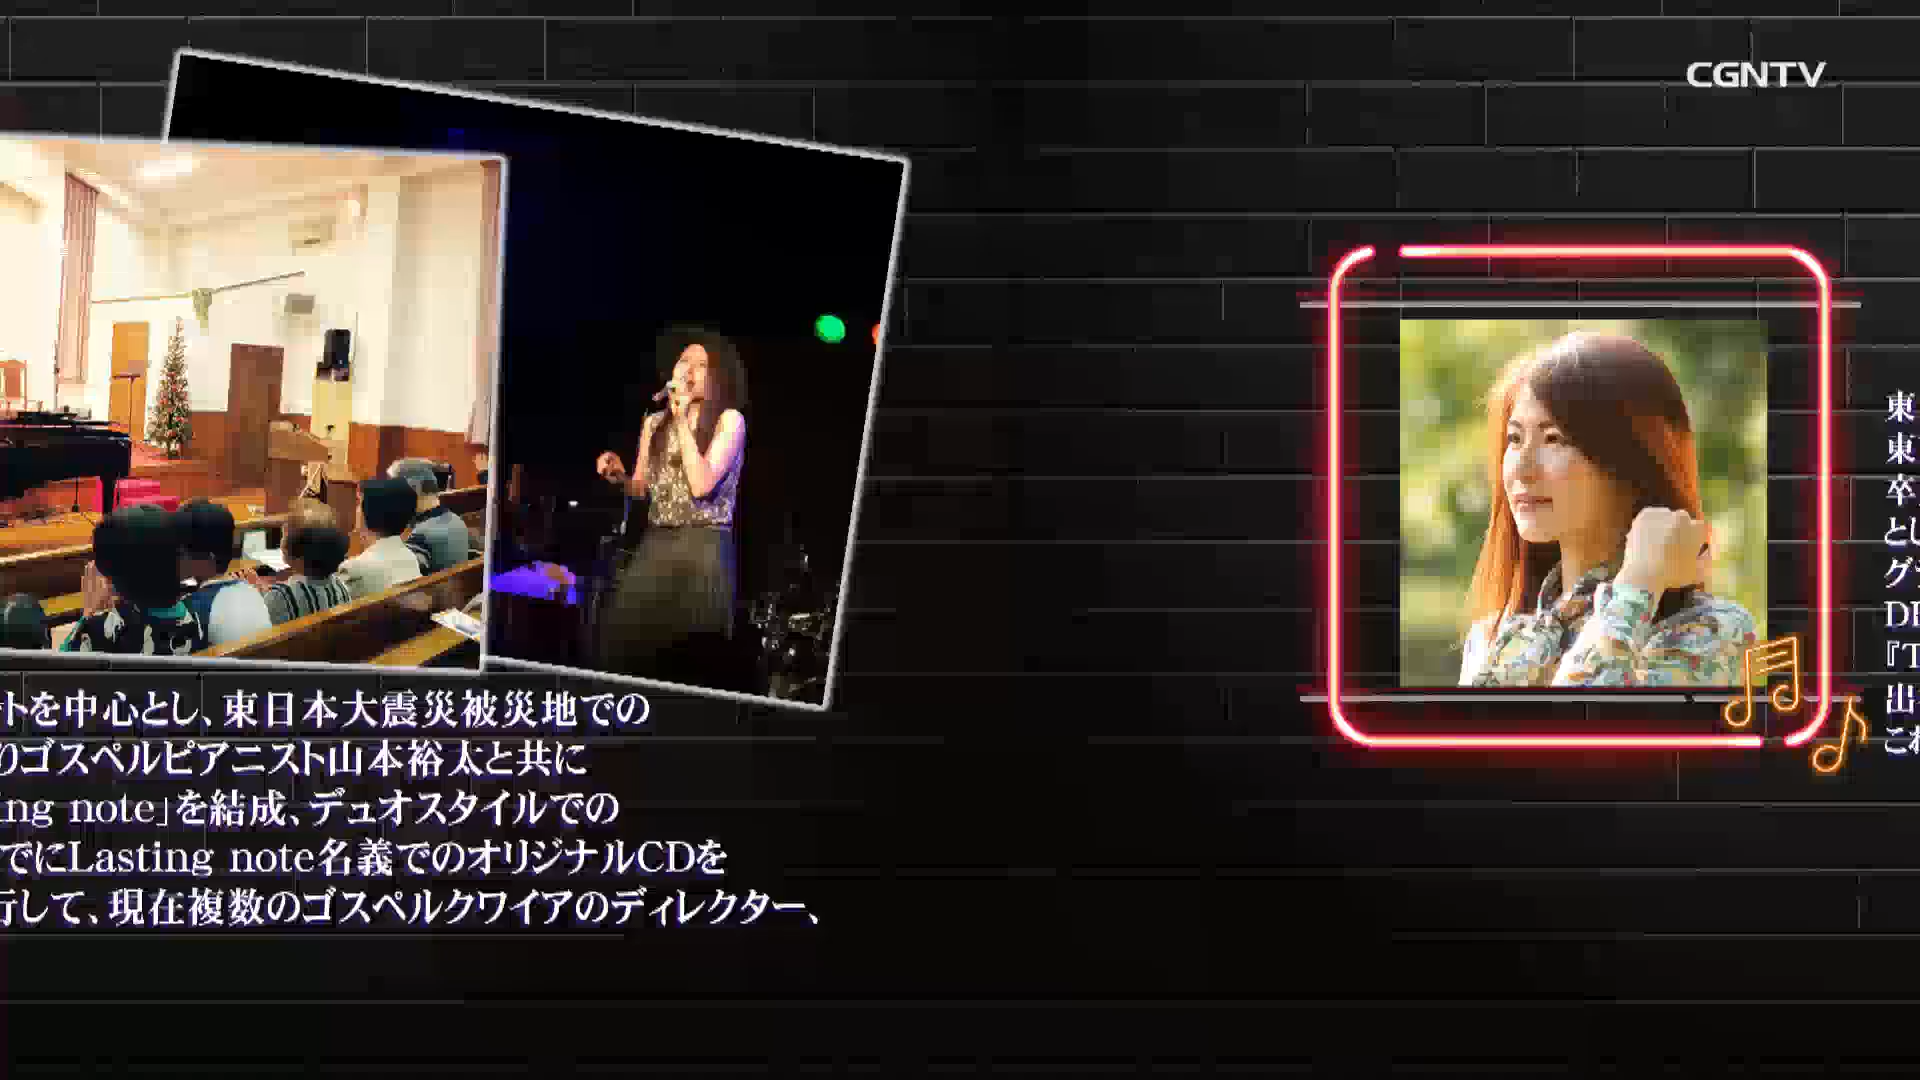 CGNTV
トを中心とし、東日本大震災被災地での
りゴスペルピアニスト山本裕太と共に
ing note」を結成、デュオスタイルでの
でにLasting note名義でのオリジナルCDを
行して、現在複数のゴスペルクワイアのディレクター、
東
東
卒
とし
グ
DE
『T
出
これ